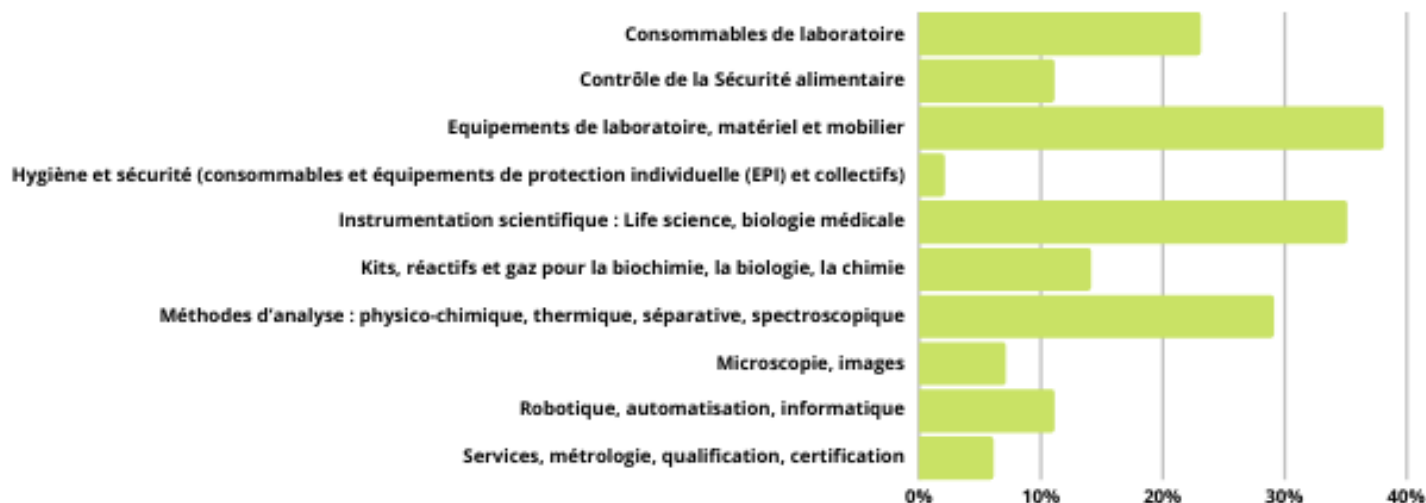 Consommables de laboratoire
Contrôle de la Sécurité alimentaire
Equipements de laboratoire, matériel et mobilier
Hygiène et sécurité (consommables et équipements de protection individuelle (EPI) et collectifs)
Instrumentation scientifique : Life science, biologie médicale
Kits, réactifs et gaz pour la biochimie, la biologie, la chimie
Méthodes d'analyse : physico-chimique, thermique, séparative, spectroscopique
Microscopie, images
Robotique, automatisation, informatique
Services, métrologie, qualification, certification
0% 10% 20% 30% 40%